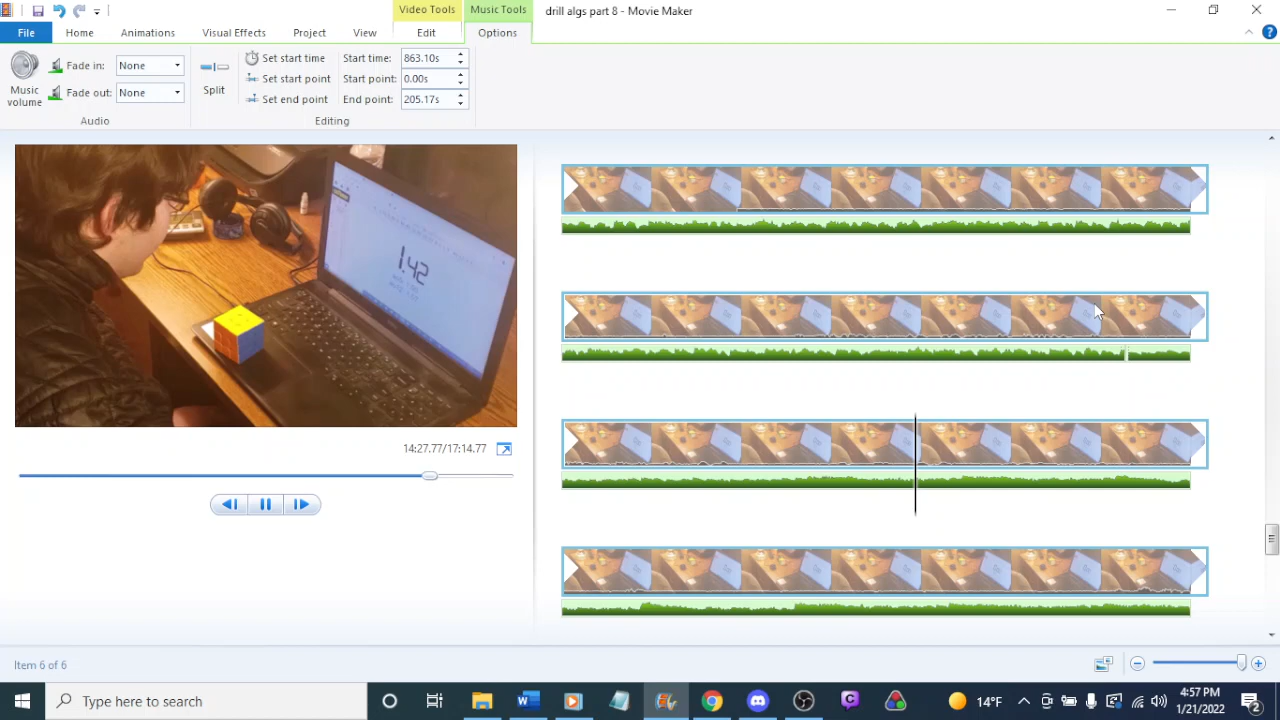 Video Tools
Music Tools
drill algs part 8 - Movie Maker
File
Home
Animations
Visual Effects
Project
View
Edit
Options
Music volume
Fade in:
None
Fade out:
None
Split
Set start time
Set start point
Set end point
Start time:
863.10s
Start point:
0.00s
End point:
205.17s
Audio
Editing
1.42
14:27.77/17:14.77
Item 6 of 6
Type here to search
14°F
4:57 PM
1/21/2022
2